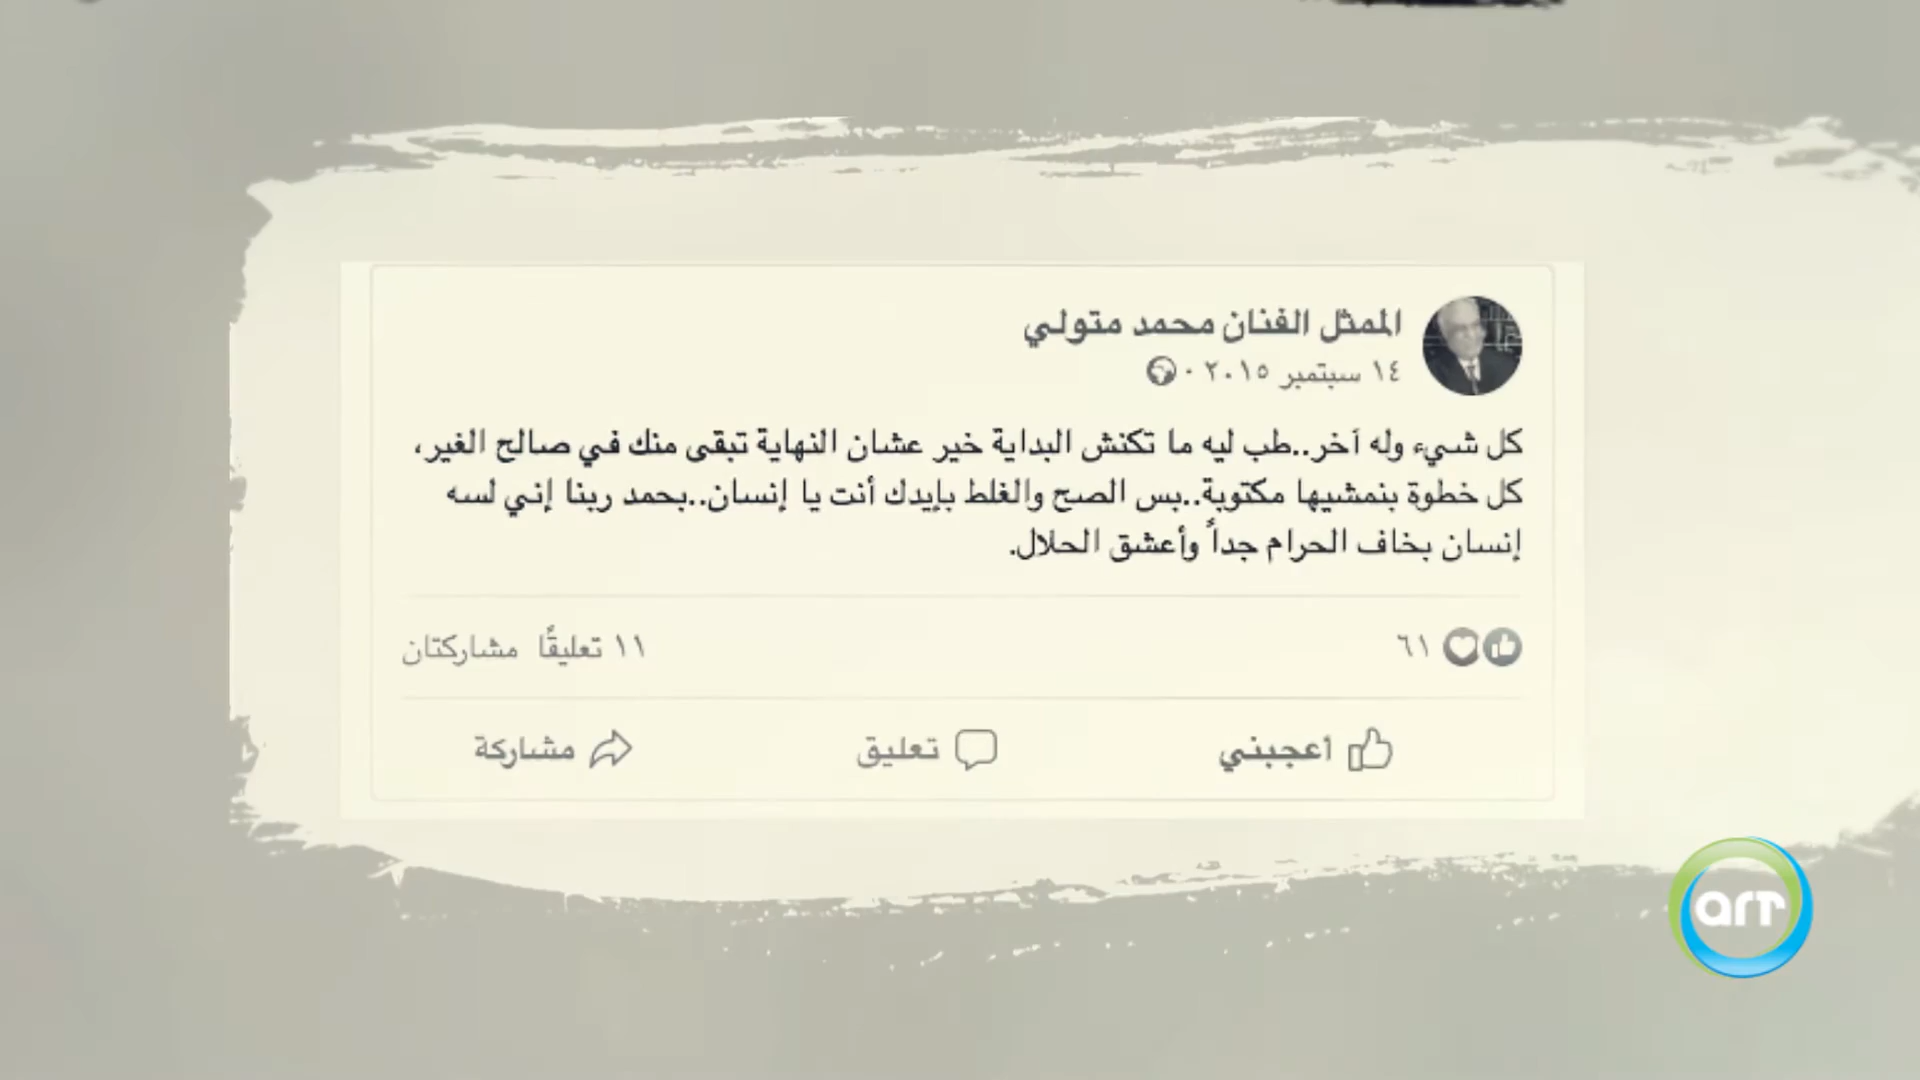 الممثل الفنان محمد متولي
١٤ سبتمبر ٢٠١٥ ·
كل شيء وله أخر..طب ليه ما تكنش البداية خير عشان النهاية تبقى منك في صالح الغير،
كل خطوة بنمشيها مكتوبة..بس الصح والغلط بإيدك أنت يا إنسان..بحمد ربنا إني لسه
إنسان بخاف الحرام جداً وأعشق الحلال.
٦١
١١ تعليقًا مشاركتان
أعجبني
تعليق
مشاركة
art